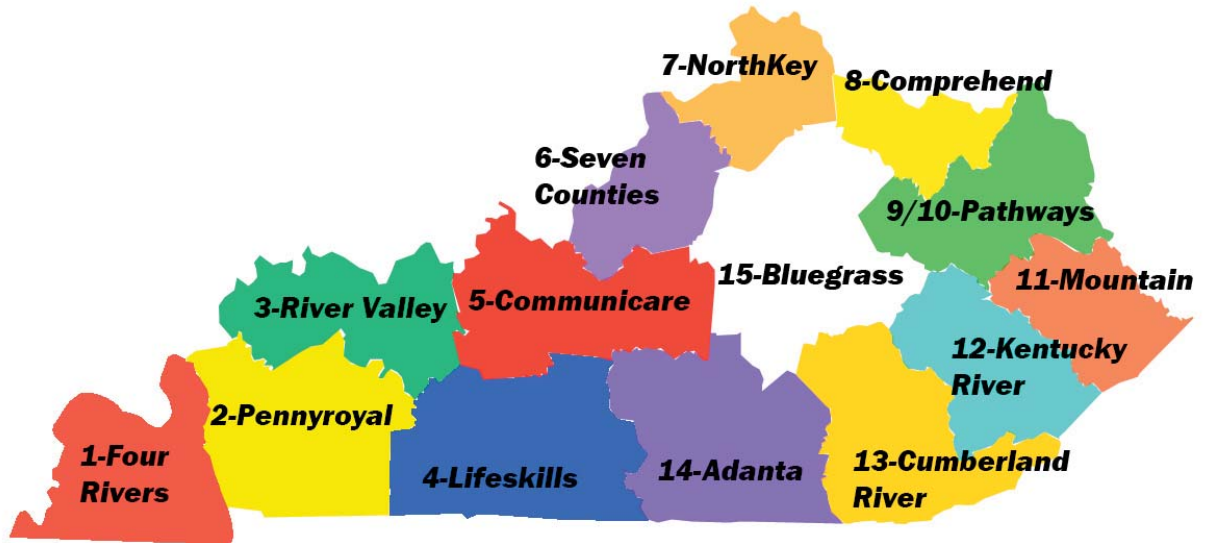 7-NorthKey
8-Comprehend
6-Seven
Counties
9/10-Pathways
15-Bluegrass
11-Mountain
5-Communicare
3-River Valley
12-Kentucky
River
2-Pennyroyal
1-Four
Rivers
4-Lifeskills
14-Adanta
13-Cumberland
River